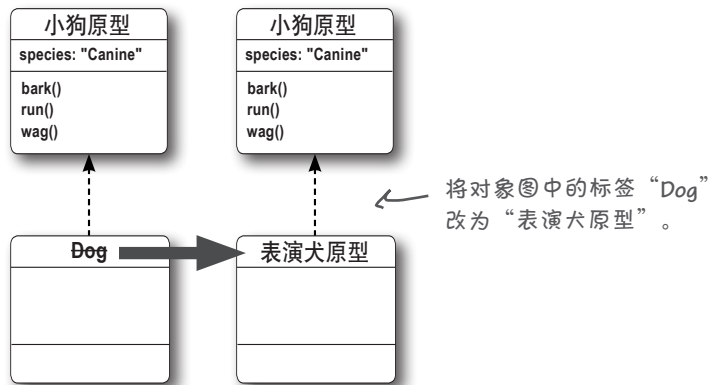 小狗原型
species: "Canine"
bark()
run()
wag()
小狗原型
species: "Canine"
bark()
run()
wag()
将对象图中的标签“Dog”
改为“表演犬原型”。
Dog
表演犬原型